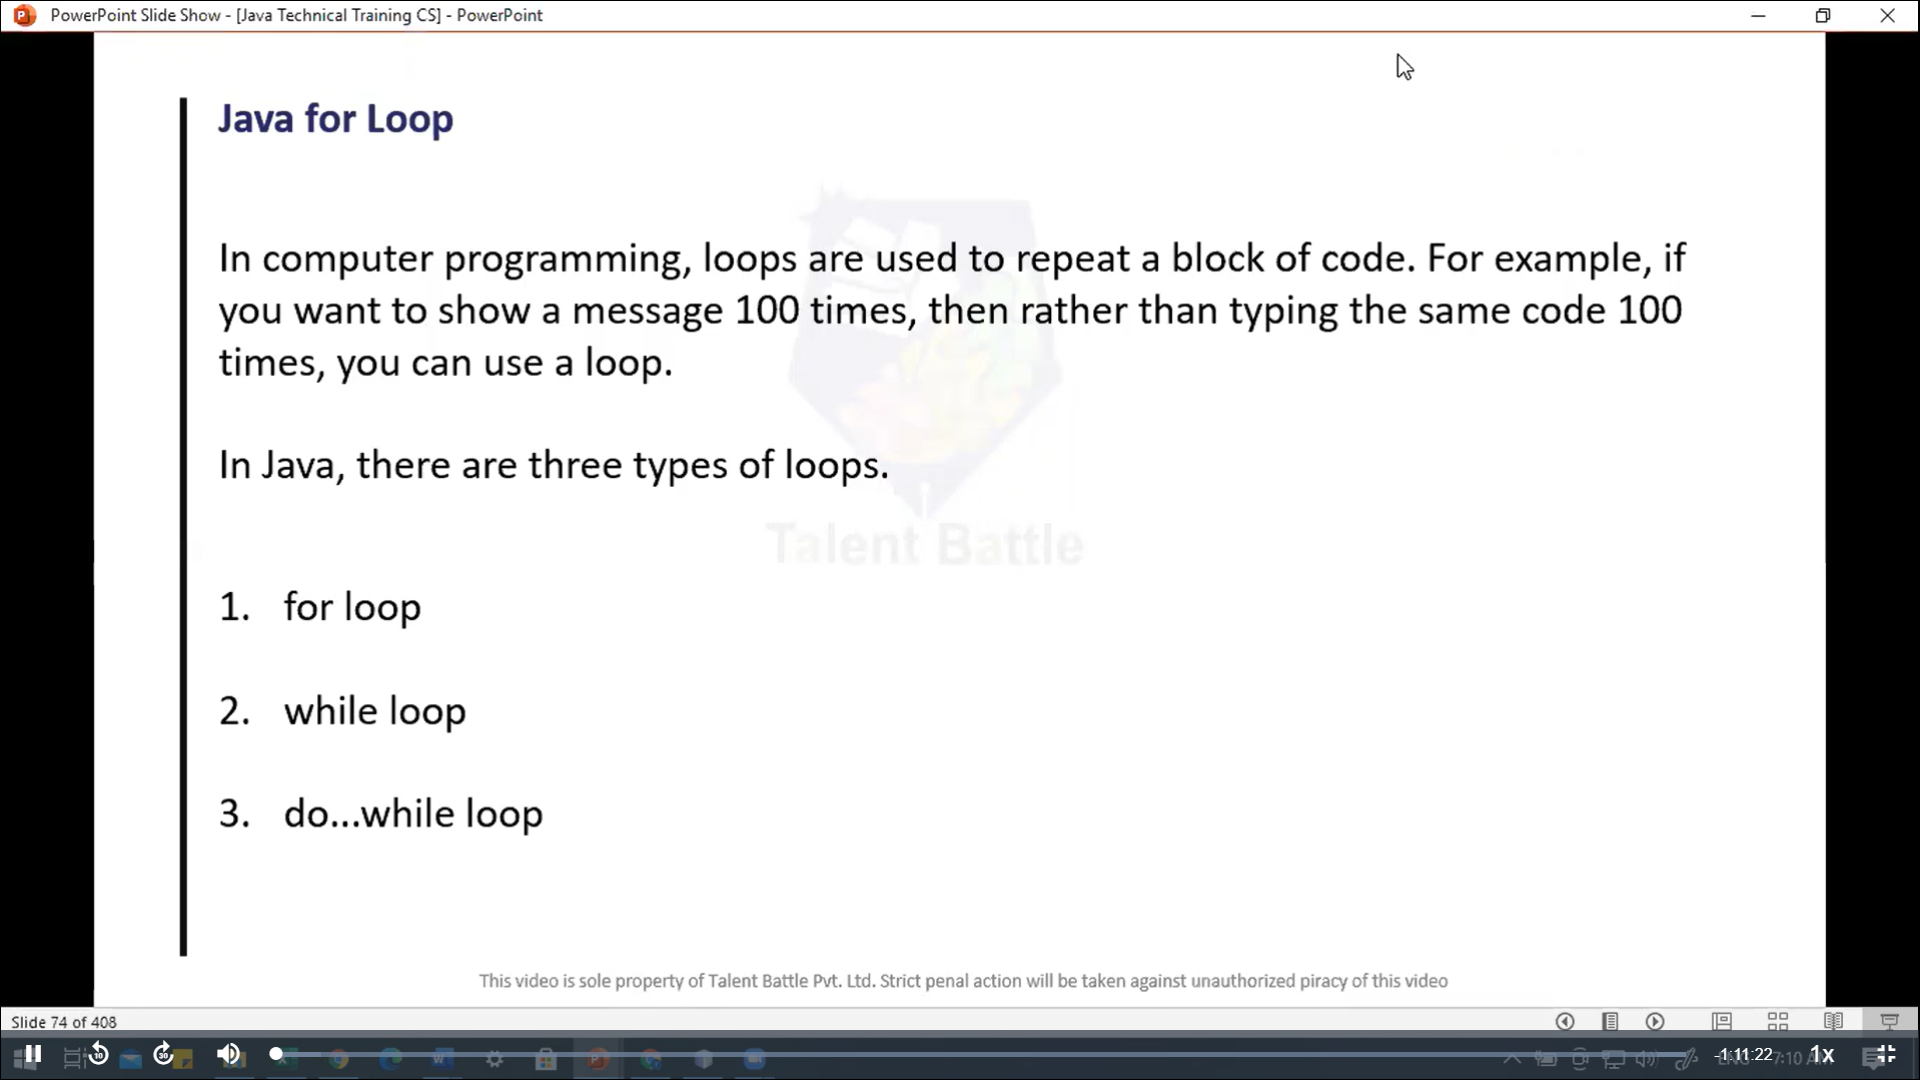 PowerPoint Slide Show - [Java Technical Training CS] - PowerPoint
Java for Loop
In computer programming, loops are used to repeat a block of code. For example, if
you want to show a message 100 times, then rather than typing the same code 100
times, you can use a loop.
In Java, there are three types of loops.
Talent Battle
1. for loop
2. while loop
3. do...while loop
This video is sole property of Talent Battle Pvt. Ltd. Strict penal action will be taken against unauthorized piracy of this video
Slide 74 of 408
10
30
-1:11:22
1x